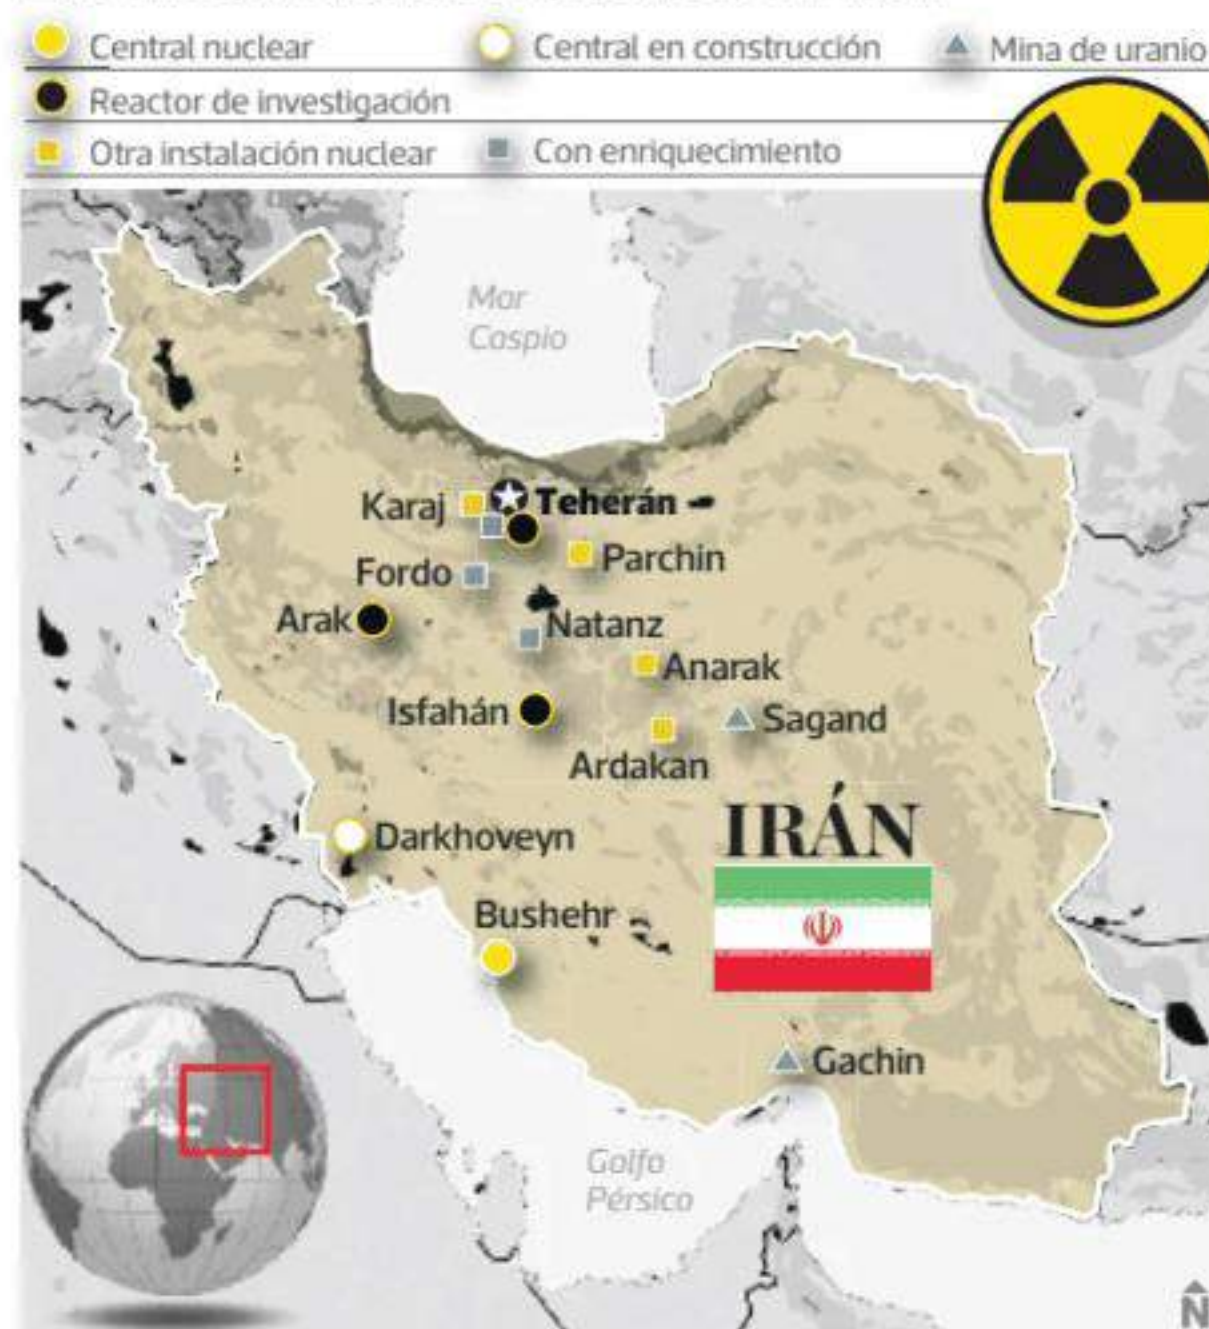 Central nuclear
Central en construcción
Mina de uranio
Reactor de investigación
Otra instalación nuclear
Con enriquecimiento
Mar
Caspio
Karaj
Teherán
Parchin
Fordo
Arak
Natanz
Anarak
Isfahán
Sagand
Ardakan
IRÁN
Darkhoveyn
Bushehr
Gachin
Golfo
Pérsico
N